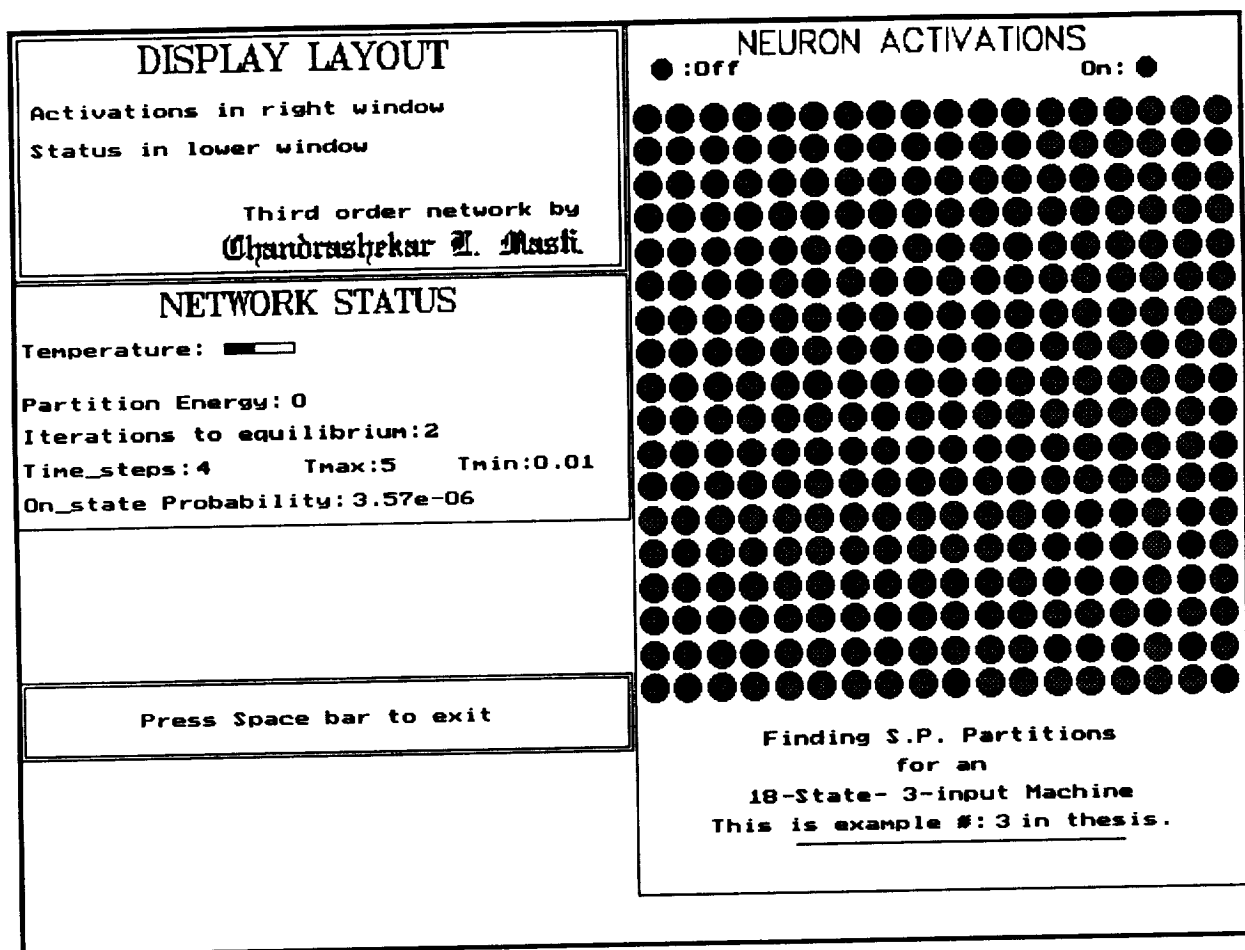 DISPLAY LAYOUT
Activations in right window
Status in lower window
Third order network by
Chandrashekar L. Masti.
NETWORK STATUS
Temperature:
Partition Energy: 0
Iterations to equilibrium:2
Time_steps:4 Tmax:5 Tmin:0.01
On_state Probability:3.57e-06
Press Space bar to exit
NEURON ACTIVATIONS
:Off On:
Finding S.P. Partitions
for an
18-State- 3-input Machine
This is example #: 3 in thesis.